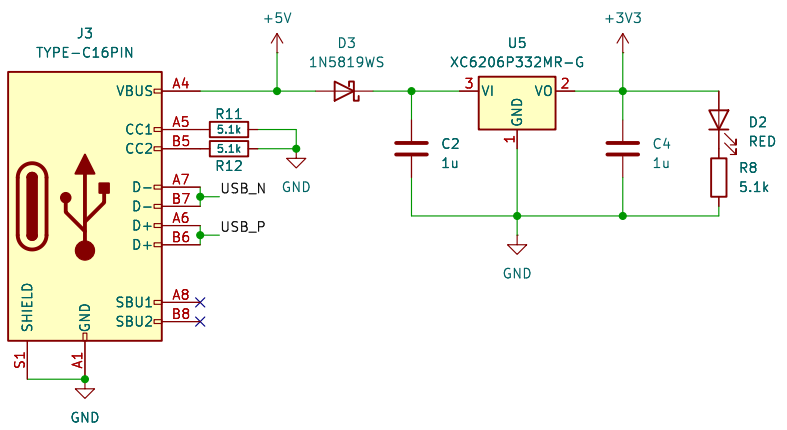 +5V
+3V3
J3
TYPE-C16PIN
D3
1N5819WS
U5
XC6206P332MR-G
VBUS
A4
3
VI
VO
2
GND
1
CC1
A5
R11
5.1k
CC2
B5
5.1k
R12
GND
C2
1u
C4
1u
D2
RED
R8
5.1k
D-
A7
USB_N
D-
B7
D+
A6
USB_P
D+
B6
GND
SBU1
A8
SBU2
B8
SHIELD
GND
S1
A1
GND